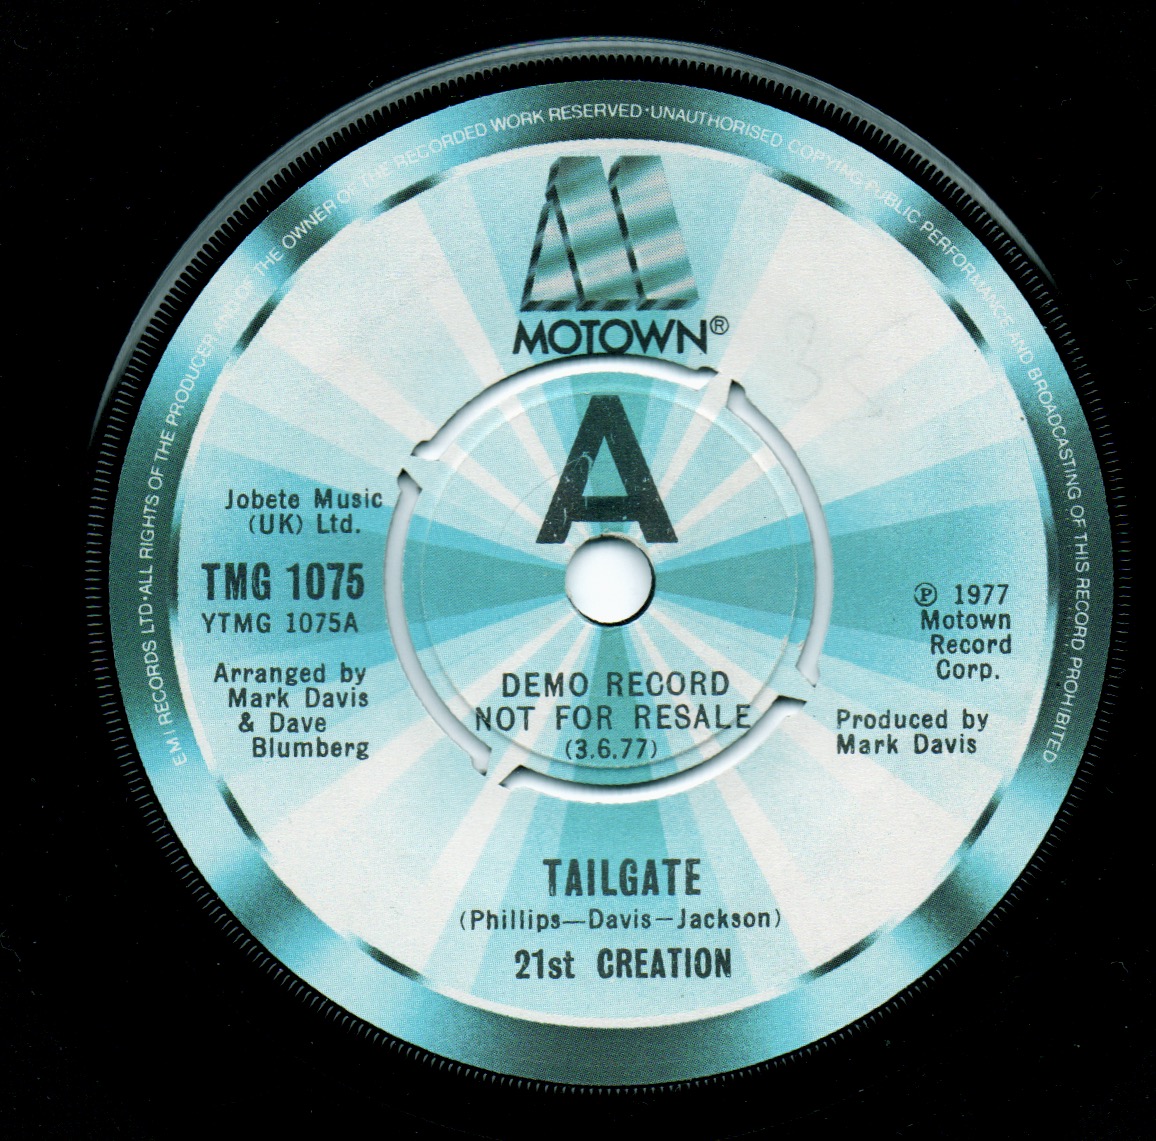 EMI RECORDS LTD·ALL RIGHTS OF THE PRODUCER AND OF THE OWNER OF THE RECORDED WORK RESERVED·UNAUTHORISED COPYING PUBLIC PERFORMANCE AND BROADCASTING OF THIS RECORD PROHIBITED
MOTOWN®
A
Jobete Music
(UK) Ltd.
TMG 1075
YTMG 1075A
Arranged by
Mark Davis
& Dave
Blumberg
℗ 1977
Motown
Record
Corp.
Produced by
Mark Davis
DEMO RECORD
NOT FOR RESALE
(3.6.77)
TAILGATE
(Phillips—Davis—Jackson)
21st CREATION